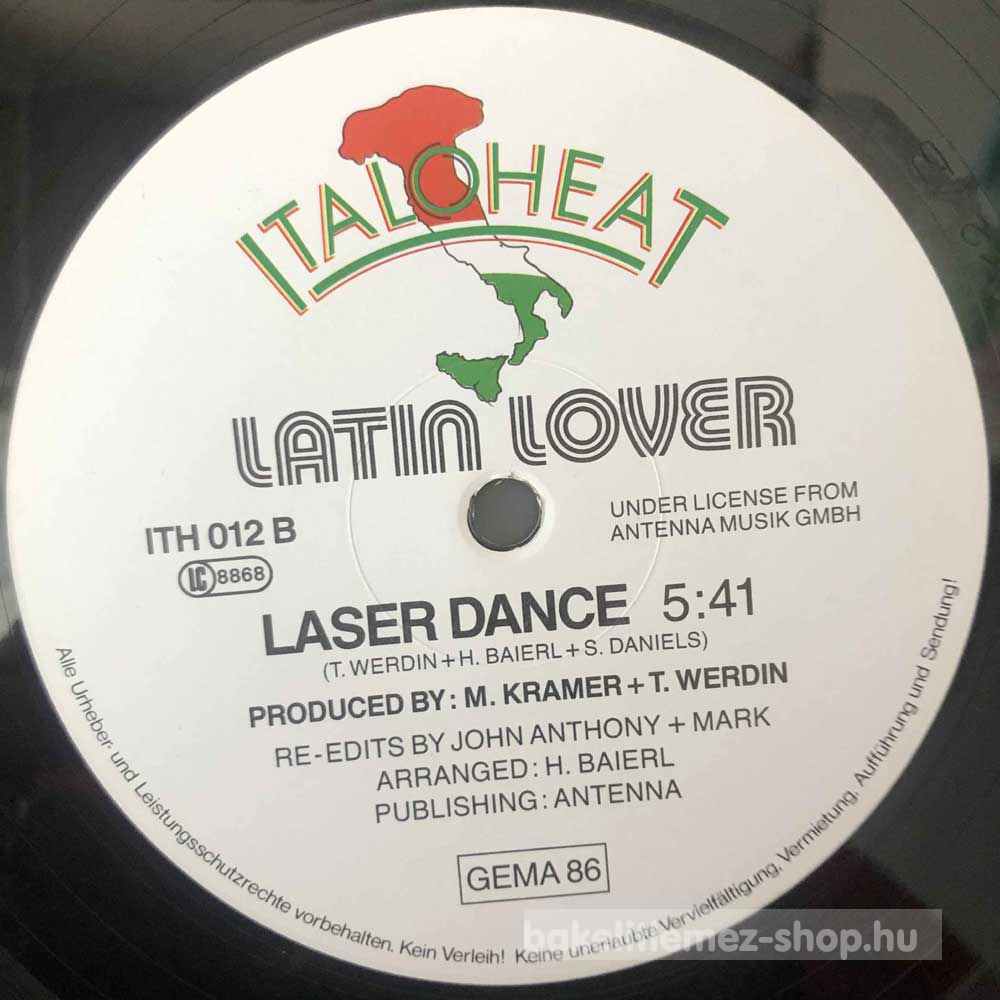 ITALOHEAT
LATIN LOVER
UNDER LICENSE FROM
ANTENNA MUSIK GMBH
ITH 012 B
LC 8868
LASER DANCE 5:41
(T. WERDIN + H. BAIERL + S. DANIELS)
PRODUCED BY: M. KRAMER + T. WERDIN
RE-EDITS BY JOHN ANTHONY + MARK
ARRANGED: H. BAIERL
PUBLISHING: ANTENNA
GEMA 86
Alle Urheber- und Leistungsschutzrechte vorbehalten. Kein Verleih! Keine unerlaubte Vervielfältigung, Vermietung, Aufführung und Sendung!
bakelitlemez-shop.hu